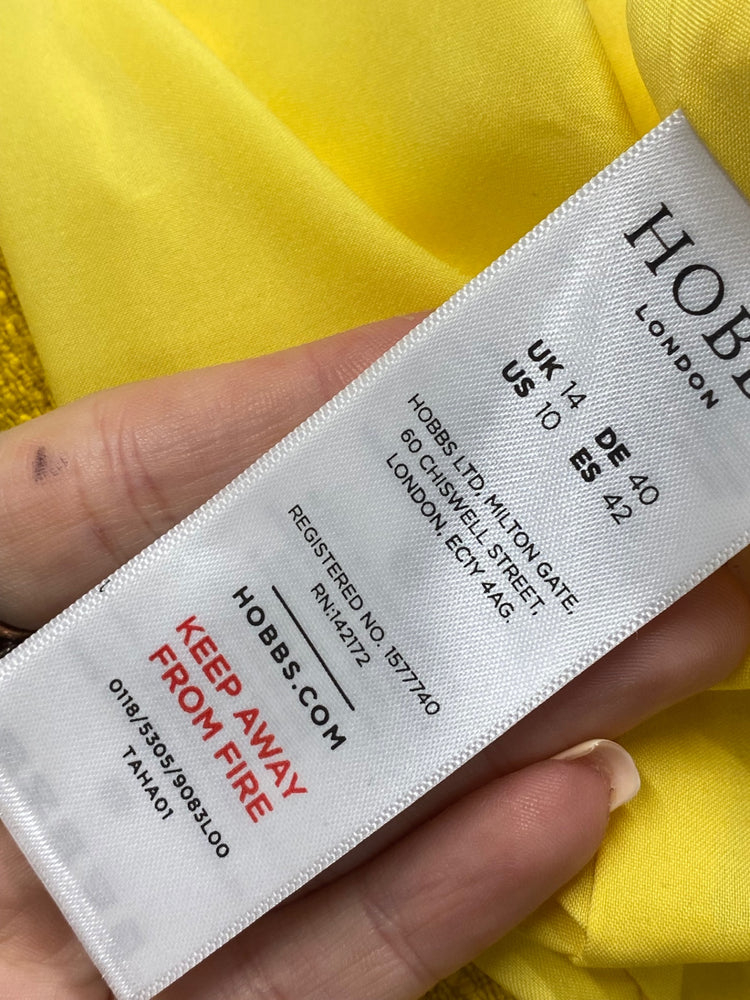 HOBB
LONDON
UK 14 DE 40
US 10 ES 42
HOBBS LTD, MILTON GATE,
60 CHISWELL STREET,
LONDON, EC1Y 4AG.
REGISTERED NO. 1577740
RN:142172
HOBBS.COM
KEEP AWAY
FROM FIRE
0118/5305/9083L00
TAHA01